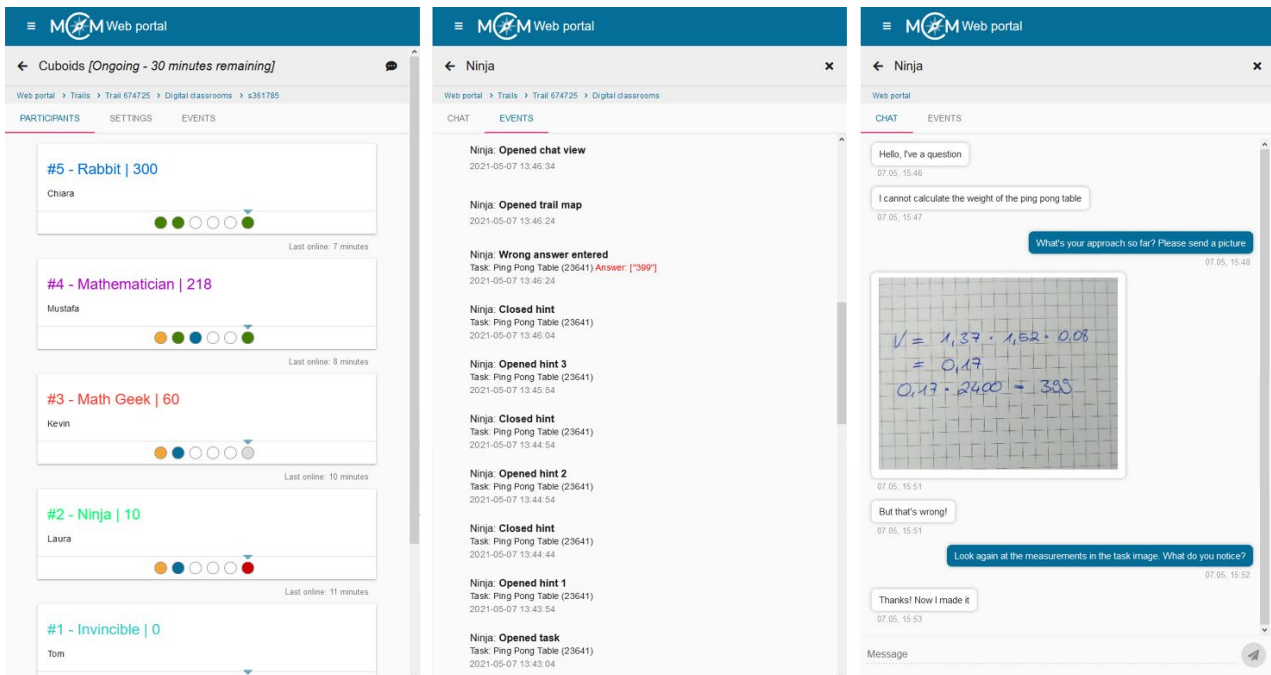 ≡ MCM Web portal
← Cuboids [Ongoing - 30 minutes remaining]
Web portal > Trails > Trail 674725 > Digital classrooms > s361785
PARTICIPANTS SETTINGS EVENTS
#5 - Rabbit | 300
Chiara
Last online: 7 minutes
#4 - Mathematician | 218
Mustafa
Last online: 8 minutes
#3 - Math Geek | 60
Kevin
Last online: 10 minutes
#2 - Ninja | 10
Laura
Last online: 11 minutes
#1 - Invincible | 0
Tom
≡ MCM Web portal
← Ninja ×
Web portal > Trails > Trail 674725 > Digital classrooms
CHAT EVENTS
Ninja: Opened chat view
2021-05-07 13:46:34
Ninja: Opened trail map
2021-05-07 13:46:24
Ninja: Wrong answer entered
Task: Ping Pong Table (23641) Answer: ["399"]
2021-05-07 13:46:24
Ninja: Closed hint
Task: Ping Pong Table (23641)
2021-05-07 13:46:04
Ninja: Opened hint 3
Task: Ping Pong Table (23641)
2021-05-07 13:45:54
Ninja: Closed hint
Task: Ping Pong Table (23641)
2021-05-07 13:44:54
Ninja: Opened hint 2
Task: Ping Pong Table (23641)
2021-05-07 13:44:54
Ninja: Closed hint
Task: Ping Pong Table (23641)
2021-05-07 13:44:44
Ninja: Opened hint 1
Task: Ping Pong Table (23641)
2021-05-07 13:43:54
Ninja: Opened task
Task: Ping Pong Table (23641)
2021-05-07 13:43:04
≡ MCM Web portal
← Ninja ×
Web portal
CHAT EVENTS
Hello, I've a question
07.05, 15:46
I cannot calculate the weight of the ping pong table
07.05, 15:47
What's your approach so far? Please send a picture
07.05, 15:48
V = 1,37 · 1,52 · 0,08
= 0,17
0,17 · 2400 = 399
07.05, 15:51
But that's wrong!
07.05, 15:51
Look again at the measurements in the task image. What do you notice?
07.05, 15:52
Thanks! Now I made it
07.05, 15:53
Message